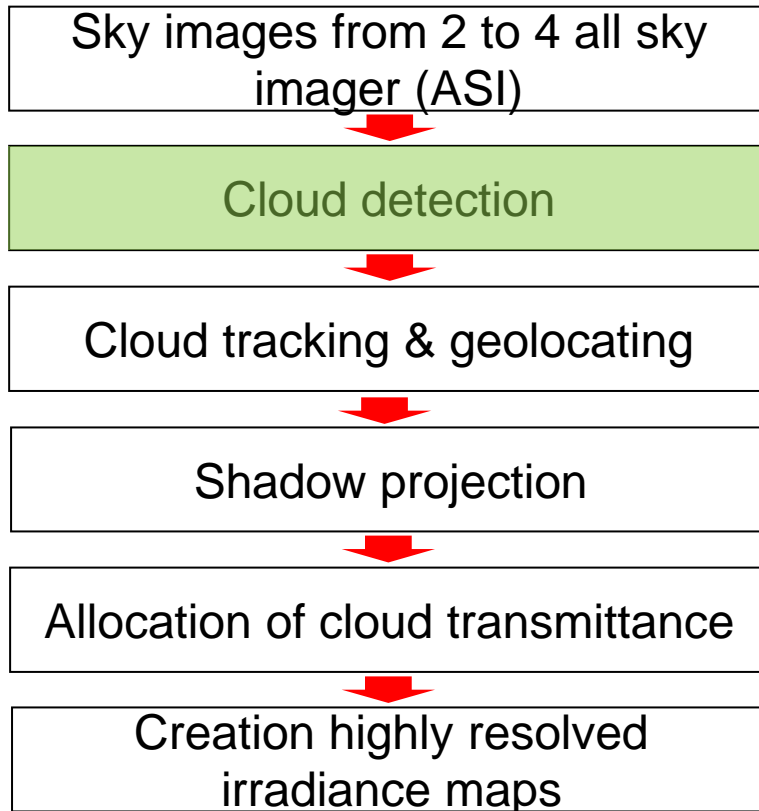 Sky images from 2 to 4 all sky
imager (ASI)
Cloud detection
Cloud tracking & geolocating
Shadow projection
Allocation of cloud transmittance
Creation highly resolved
irradiance maps